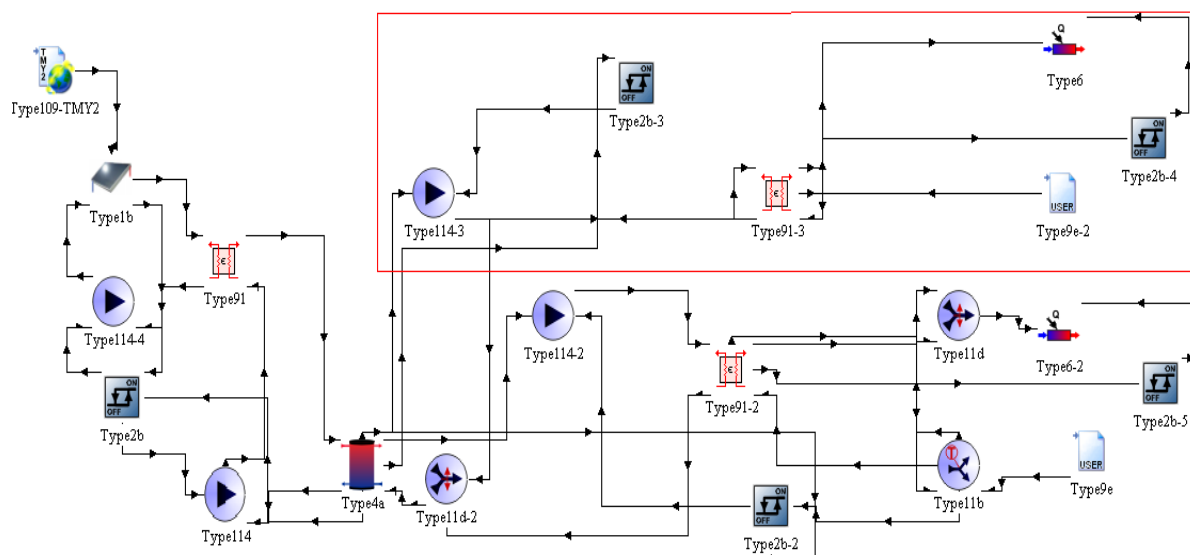 TMY2
Type109-TMY2
Type1b
Type91
Type114-4
ON
OFF
Type2b
Type114
Type4a
Type11d-2
Type114-3
ON
OFF
Type2b-3
Type114-2
ε
Type91-2
ε
Type91-3
Q
Type6
ON
OFF
Type2b-4
USER
Type9e-2
Type11d
Q
Type6-2
ON
OFF
Type2b-5
T
Type11b
USER
Type9e
ON
OFF
Type2b-2
ε